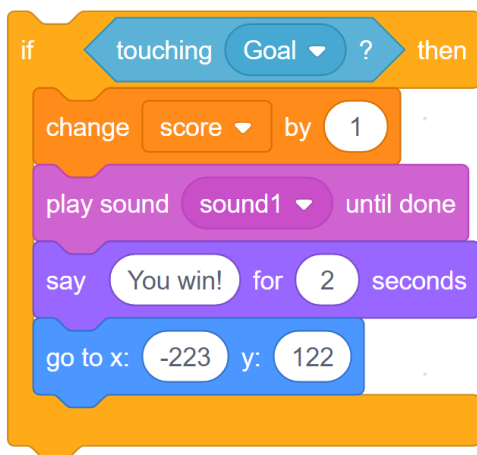 if touching Goal ? then
change score by 1
play sound sound1 until done
say You win! for 2 seconds
go to x: -223 y: 122